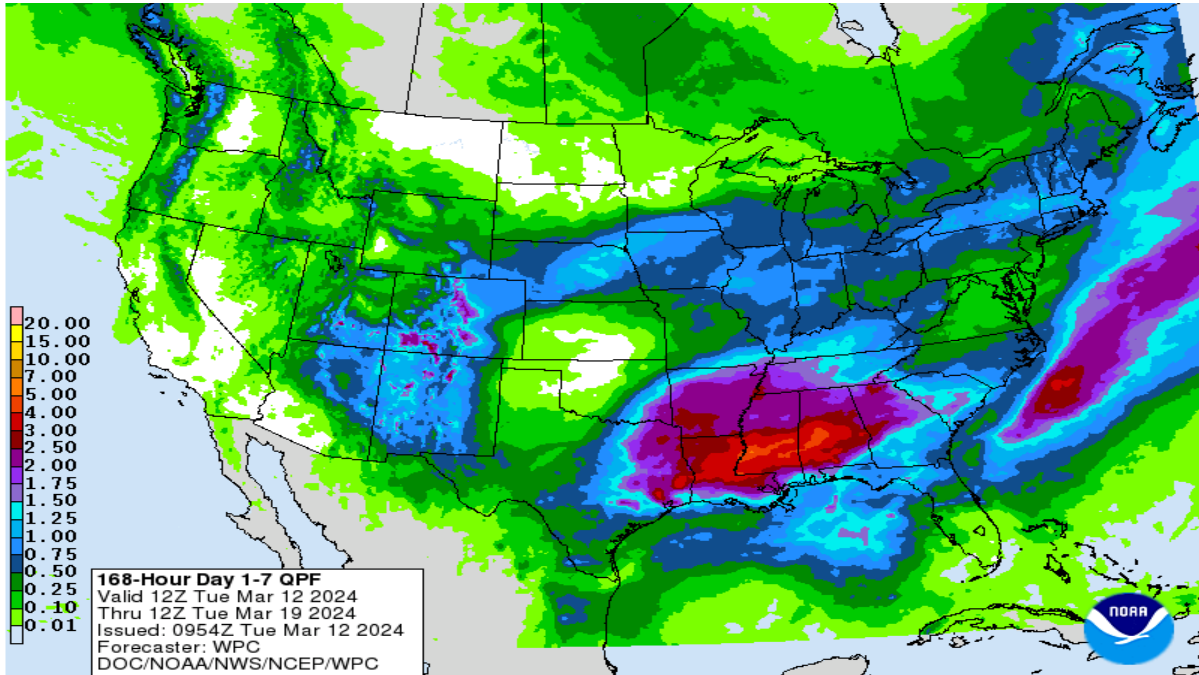 20.00
15.00
10.00
7.00
5.00
4.00
3.00
2.50
2.00
1.75
1.50
1.25
1.00
0.75
0.50
0.25
0.10
0.01
168-Hour Day 1-7 QPF
Valid 12Z Tue Mar 12 2024
Thru 12Z Tue Mar 19 2024
Issued: 0954Z Tue Mar 12 2024
Forecaster: WPC
DOC/NOAA/NWS/NCEP/WPC
NOAA